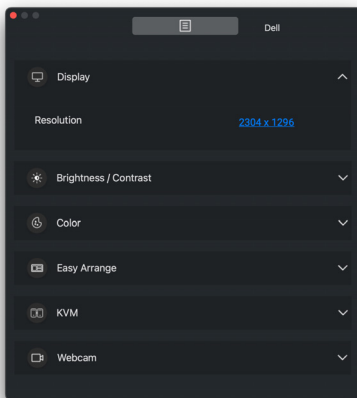 Dell
Display
Resolution 2304 x 1296
Brightness / Contrast
Color
Easy Arrange
KVM
Webcam